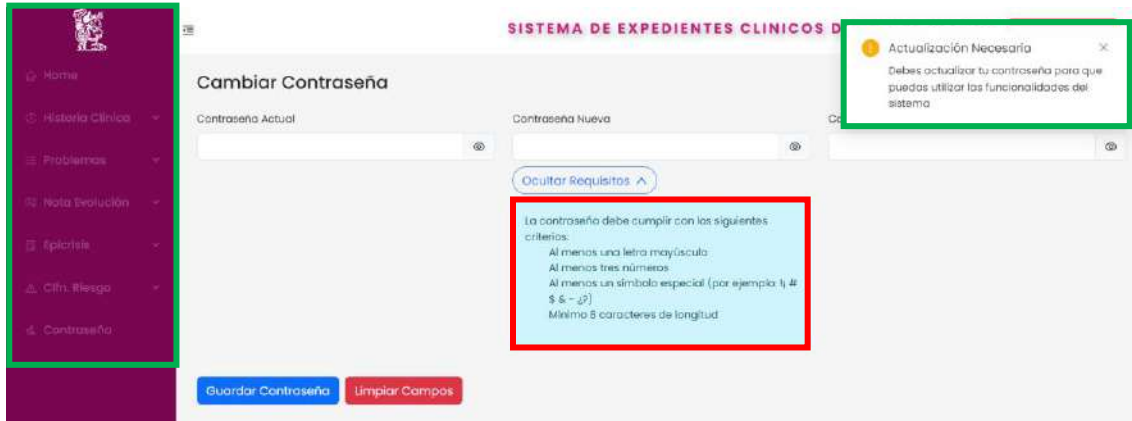 SISTEMA DE EXPEDIENTES CLINICOS D
Actualización Necesaria
Debes actualizar tu contraseña para que
puedas utilizar las funcionalidades del
sistema
Home
Historia Clínica
Problemas
Nota Evolución
Epicrisis
Cifn. Riesgo
Contraseña
Cambiar Contraseña
Contraseña Actual
Contraseña Nueva
Co
Ocultar Requisitos
La contraseña debe cumplir con los siguientes
criterios:
Al menos una letra mayúscula
Al menos tres números
Al menos un símbolo especial (por ejemplo: !¡ #
$ & - ¿?)
Mínimo 8 caracteres de longitud
Guardar Contraseña
Limpiar Campos